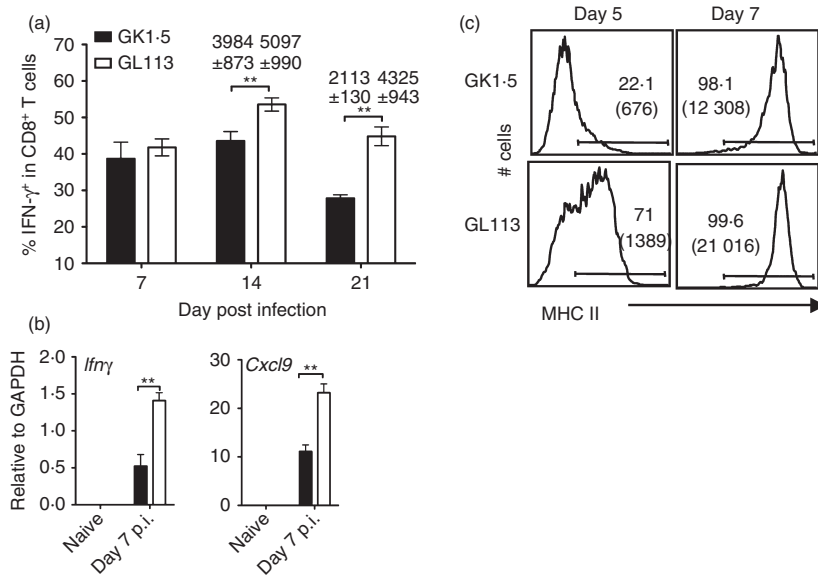 (a)
GK1·5
GL113
3984 5097
±873 ±990
**
2113 4325
±130 ±943
**
70
60
50
40
30
20
10
% IFN-γ⁺ in CD8⁺ T cells
7 14 21
Day post infection
(b)
Relative to GAPDH
2·0
1·5
1·0
0·5
0·0
Ifnγ
**
Naive
Day 7 p.i.
30
20
10
0
Cxcl9
**
Naive
Day 7 p.i.
(c)
Day 5 Day 7
GK1·5
22·1
(676)
98·1
(12 308)
# cells
GL113
71
(1389)
99·6
(21 016)
MHC II